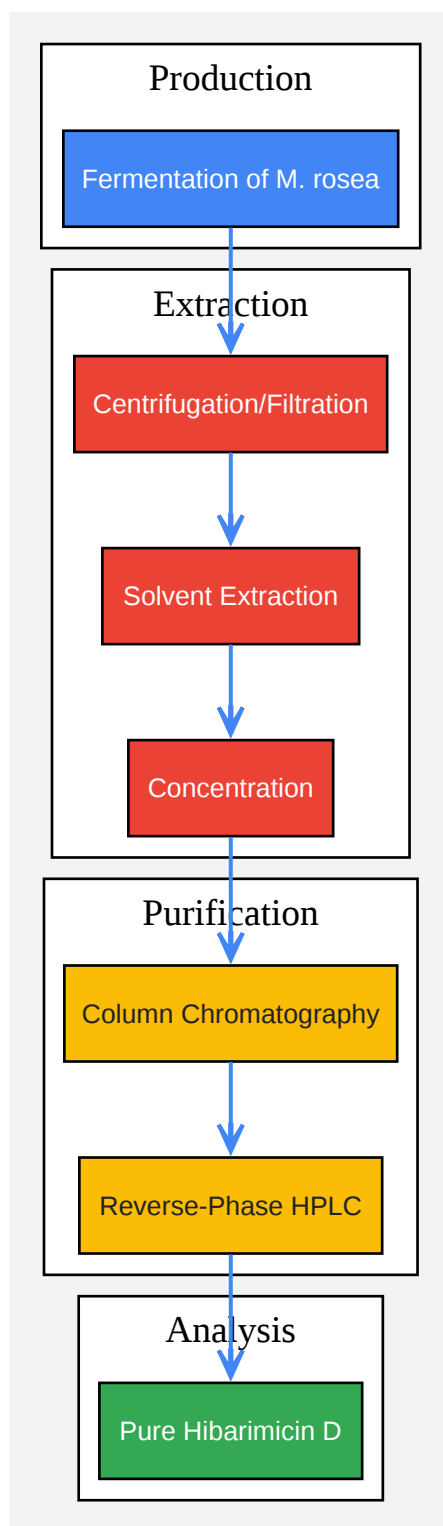 Production
Fermentation of M. rosea
Extraction
Centrifugation/Filtration
Solvent Extraction
Concentration
Purification
Column Chromatography
Reverse-Phase HPLC
Analysis
Pure Hibarimicin D